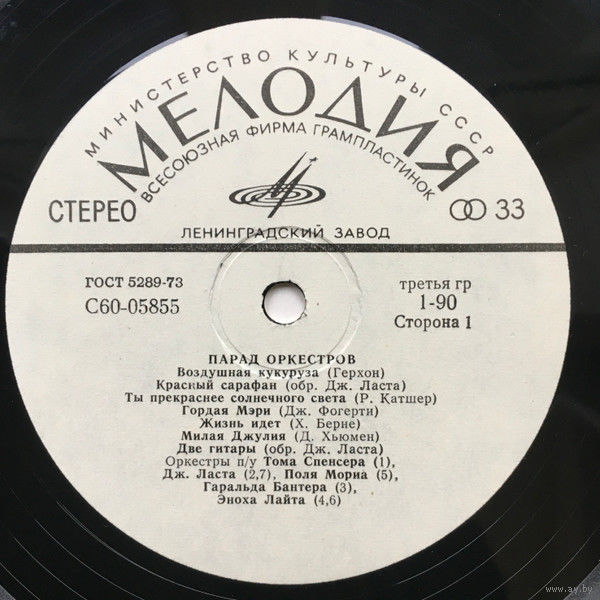 МИНИСТЕРСТВО КУЛЬТУРЫ СССР
МЕЛОДИЯ
ВСЕСОЮЗНАЯ ФИРМА ГРАМПЛАСТИНОК
СТЕРЕО
33
ЛЕНИНГРАДСКИЙ ЗАВОД
ГОСТ 5289-73
С60-05855
третья гр
1-90
Сторона 1
ПАРАД ОРКЕСТРОВ
Воздушная кукуруза (Герхон)
Красный сарафан (обр. Дж. Ласта)
Ты прекраснее солнечного света (Р. Катшер)
Гордая Мэри (Дж. Фогерти)
Жизнь идет (Х. Берне)
Милая Джулия (Д. Хьюмен)
Две гитары (обр. Дж. Ласта)
Оркестры п/у Тома Спенсера (1),
Дж. Ласта (2,7), Поля Мориа (5),
Гаральда Бантера (3),
Эноха Лайта (4,6)
www.ay.by